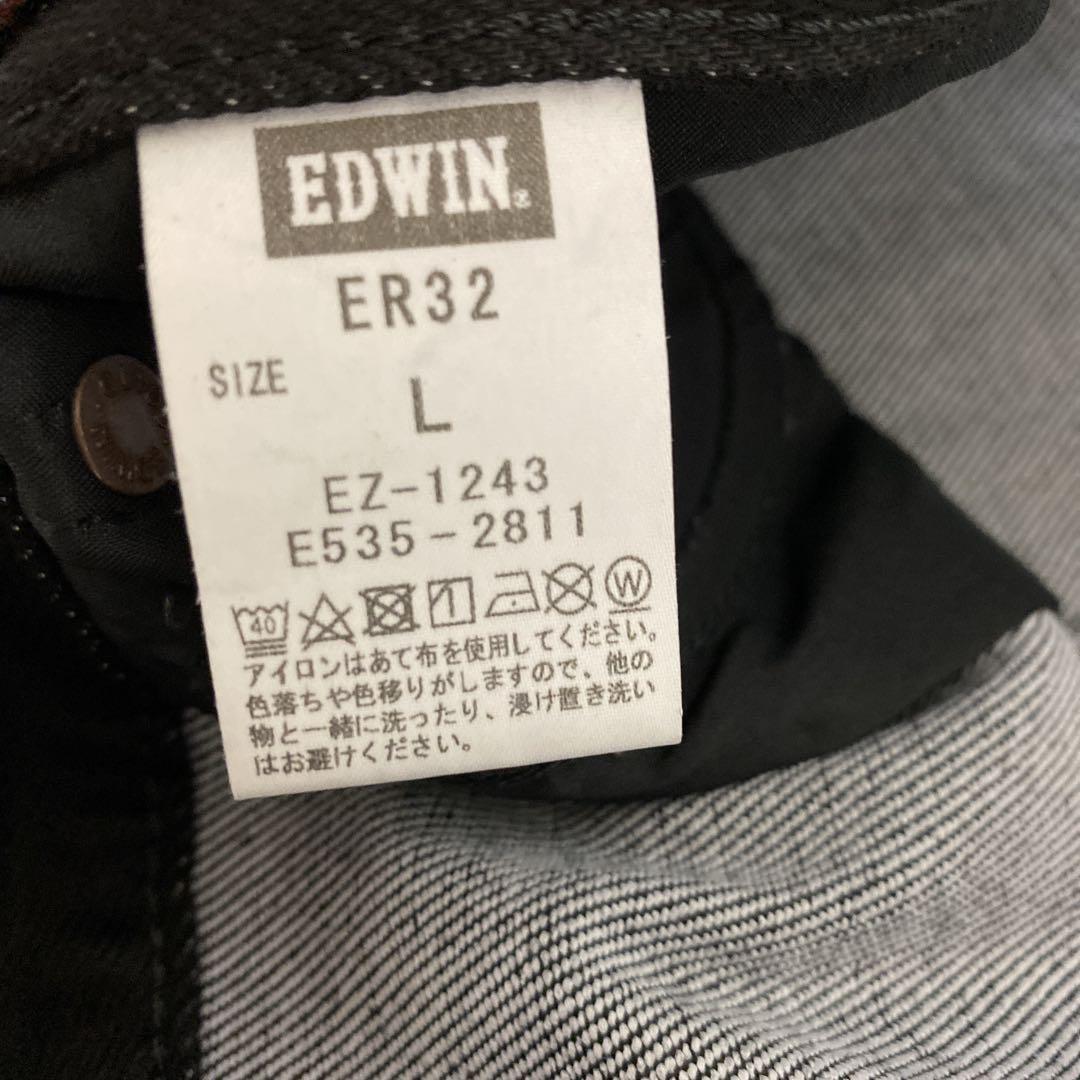 EDWIN®
ER32
SIZE
L
EZ-1243
E535-2811
40 1 W
アイロンはあて布を使用してください。
色落ちや色移りがしますので、他の
物と一緒に洗ったり、浸け置き洗い
はお避けください。